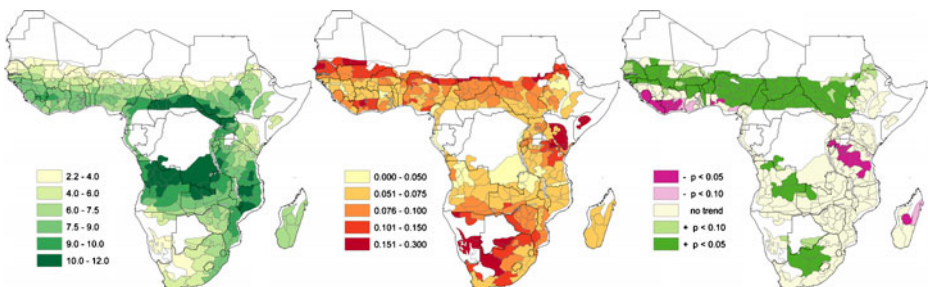 2.2 - 4.0
4.0 - 6.0
6.0 - 7.5
7.5 - 9.0
9.0 - 10.0
10.0 - 12.0
0.000 - 0.050
0.051 - 0.075
0.076 - 0.100
0.101 - 0.150
0.151 - 0.300
- p < 0.05
- p < 0.10
no trend
+ p < 0.10
+ p < 0.05